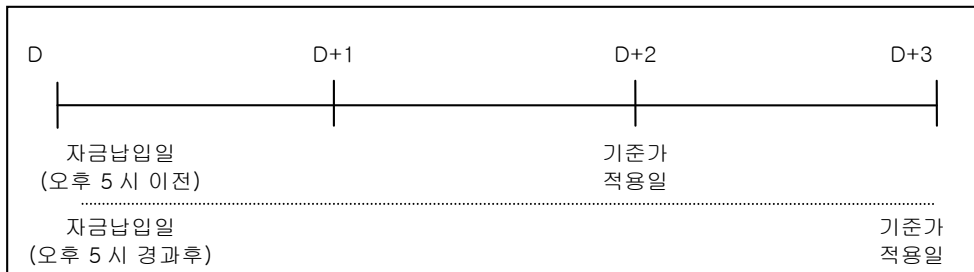 D D+1 D+2 D+3
자금납입일 기준가
(오후 5 시 이전) 적용일
자금납입일 기준가
(오후 5 시 경과후) 적용일